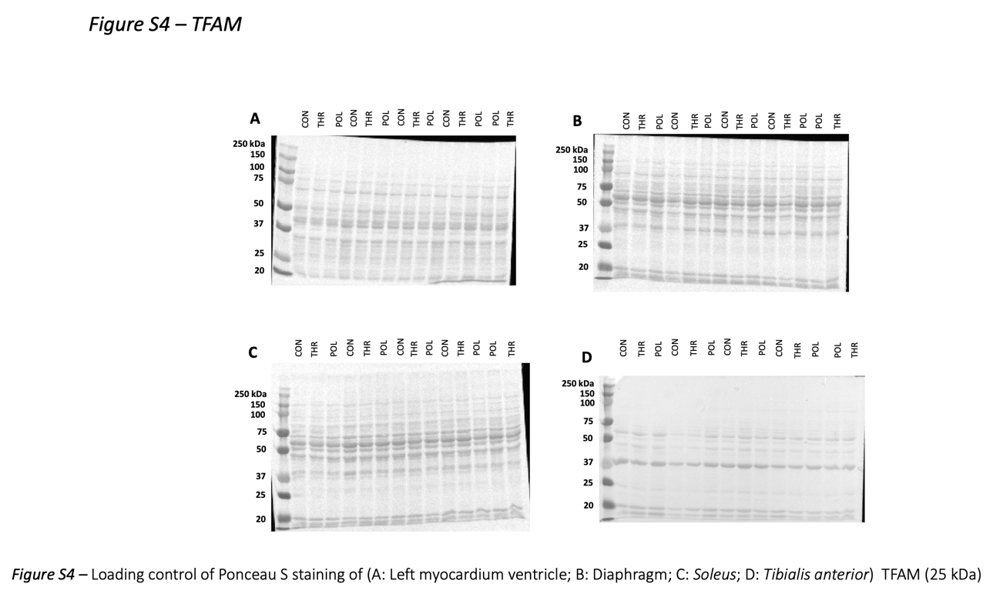 Figure S4 – TFAM
A
CON THR POL CON THR POL CON THR POL CON THR POL POL THR
250 kDa
150
100
75
50
37
25
20
B
CON THR POL CON THR POL CON THR POL CON THR POL POL THR
250 kDa
150
100
75
50
37
25
20
C
CON THR POL CON THR POL CON THR POL CON THR POL POL THR
250 kDa
150
100
75
50
37
25
20
D
CON THR POL CON THR POL CON THR POL CON THR POL POL THR
250 kDa
150
100
75
50
37
25
20
Figure S4 – Loading control of Ponceau S staining of (A: Left myocardium ventricle; B: Diaphragm; C: Soleus; D: Tibialis anterior) TFAM (25 kDa)